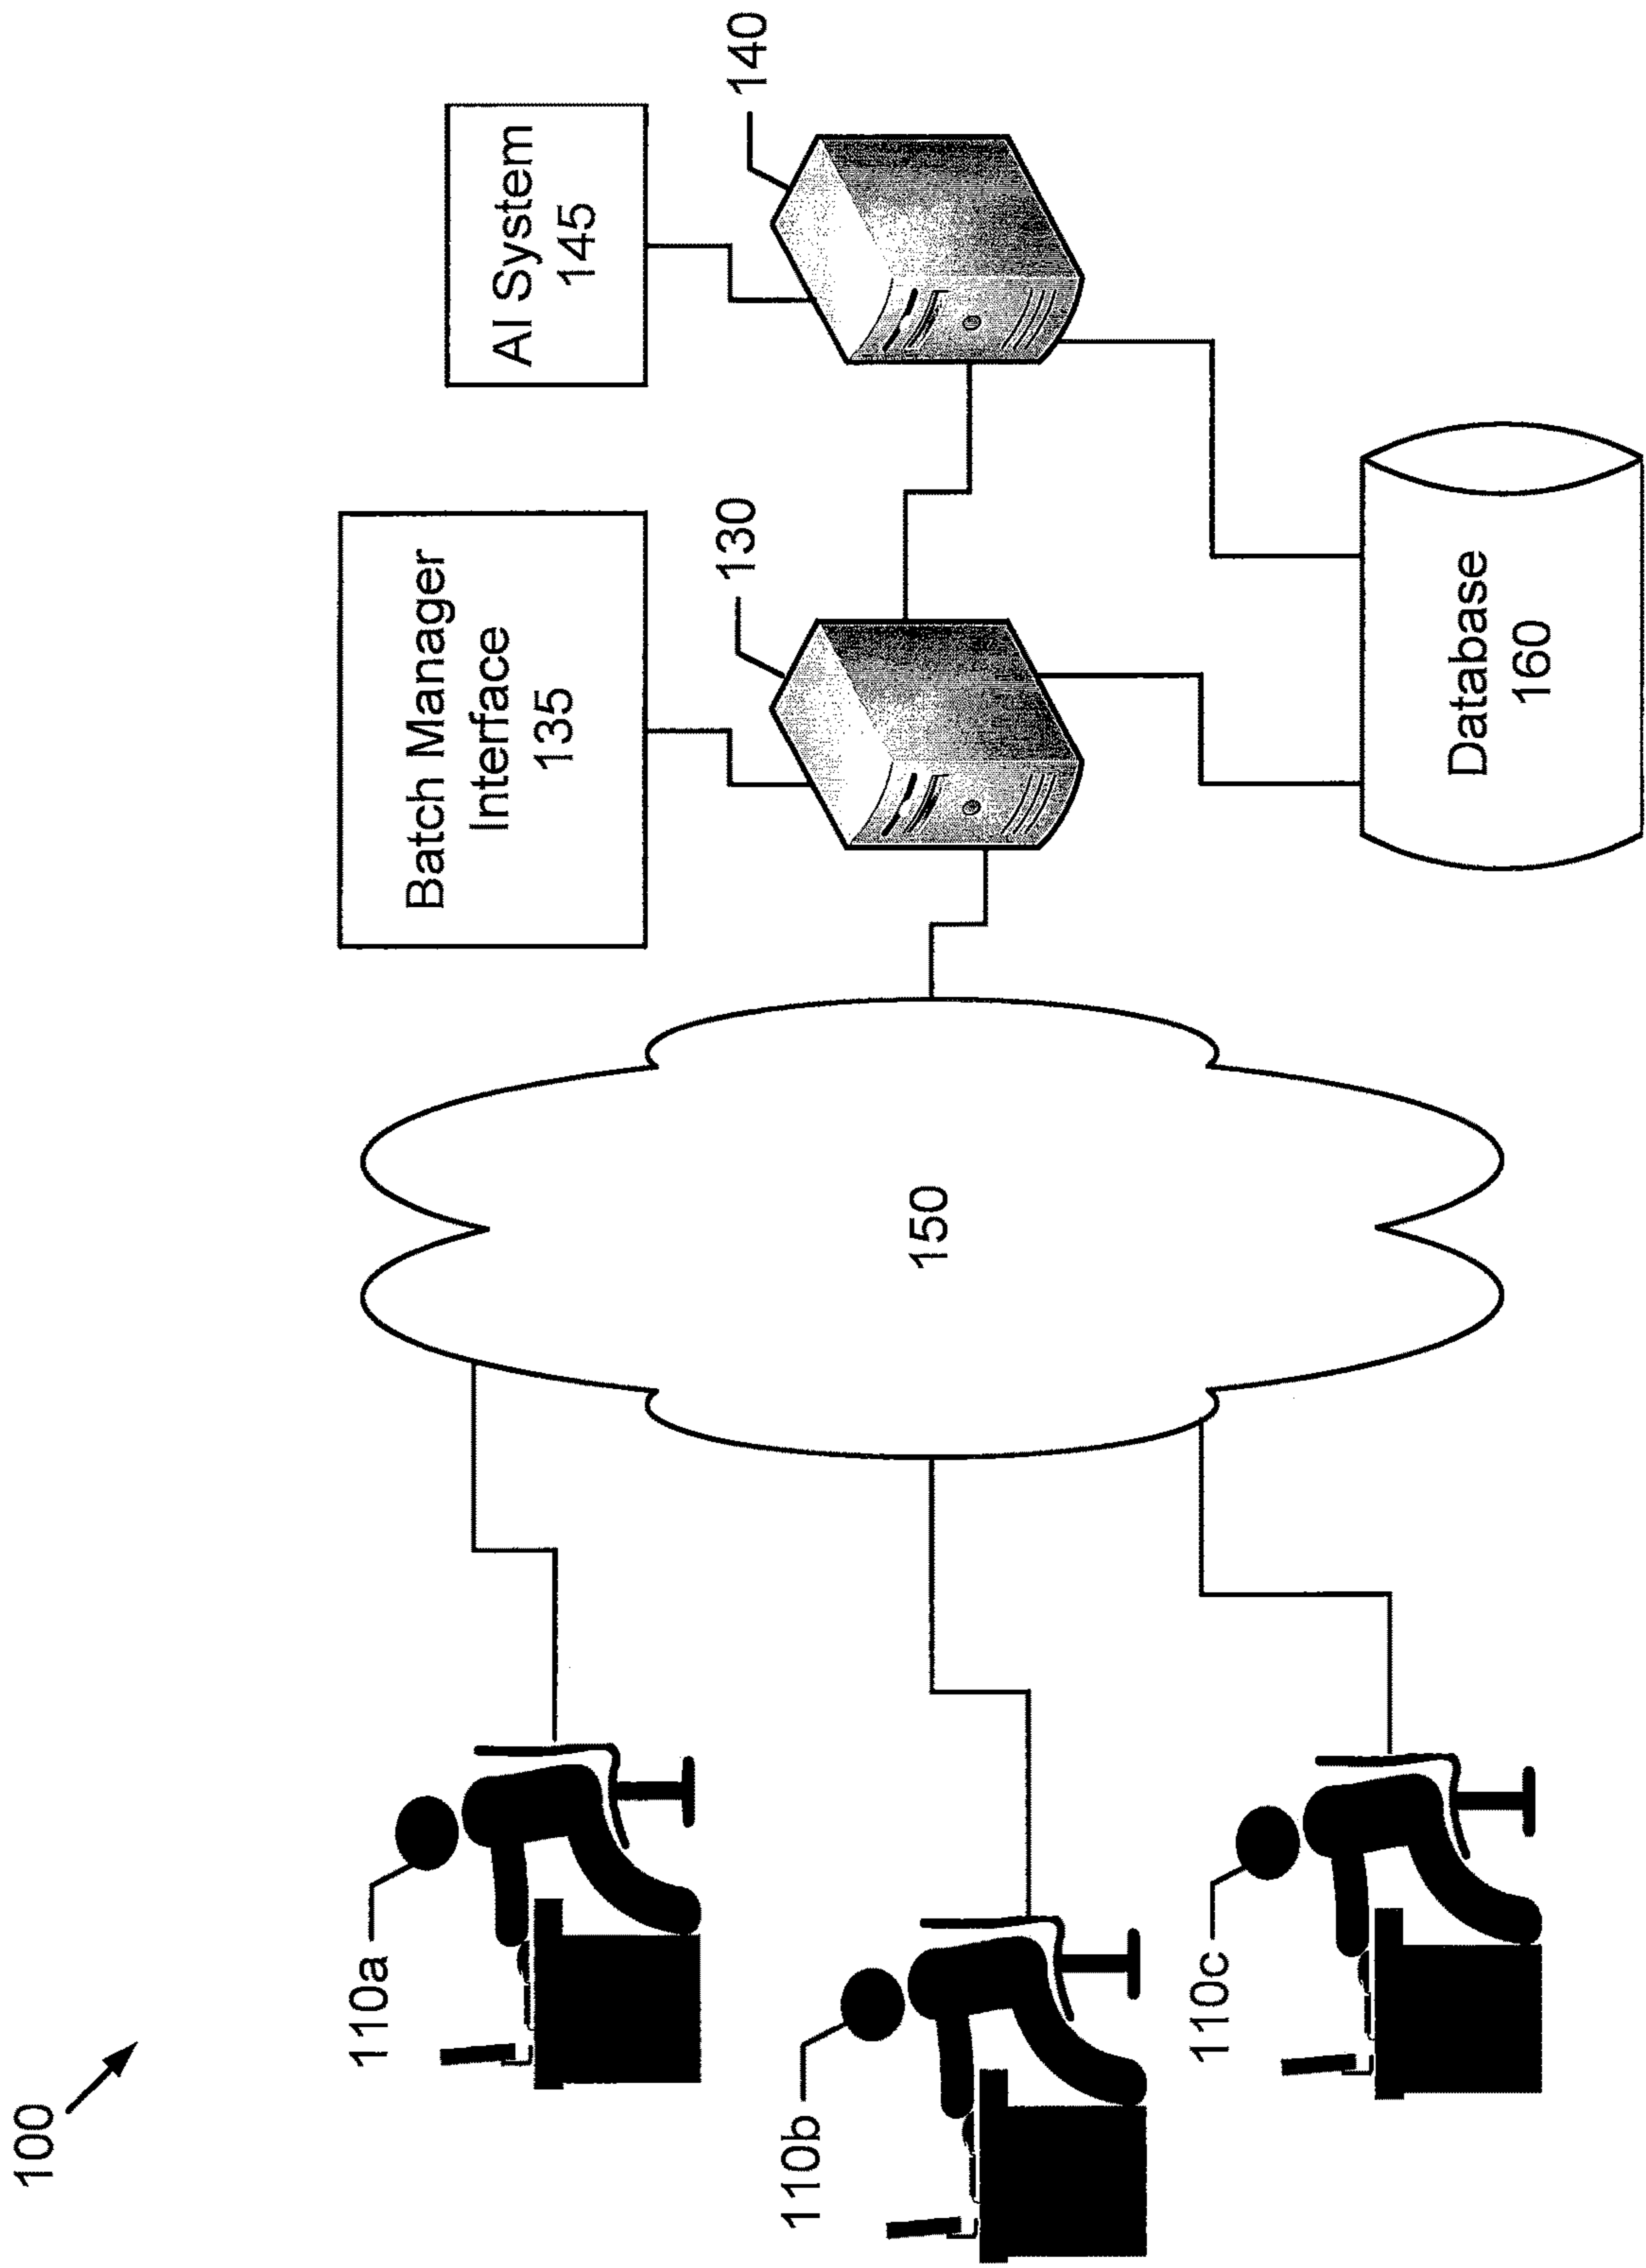 100
110a
110b
110c
150
Batch Manager
Interface
135
130
AI System
145
140
Database
160